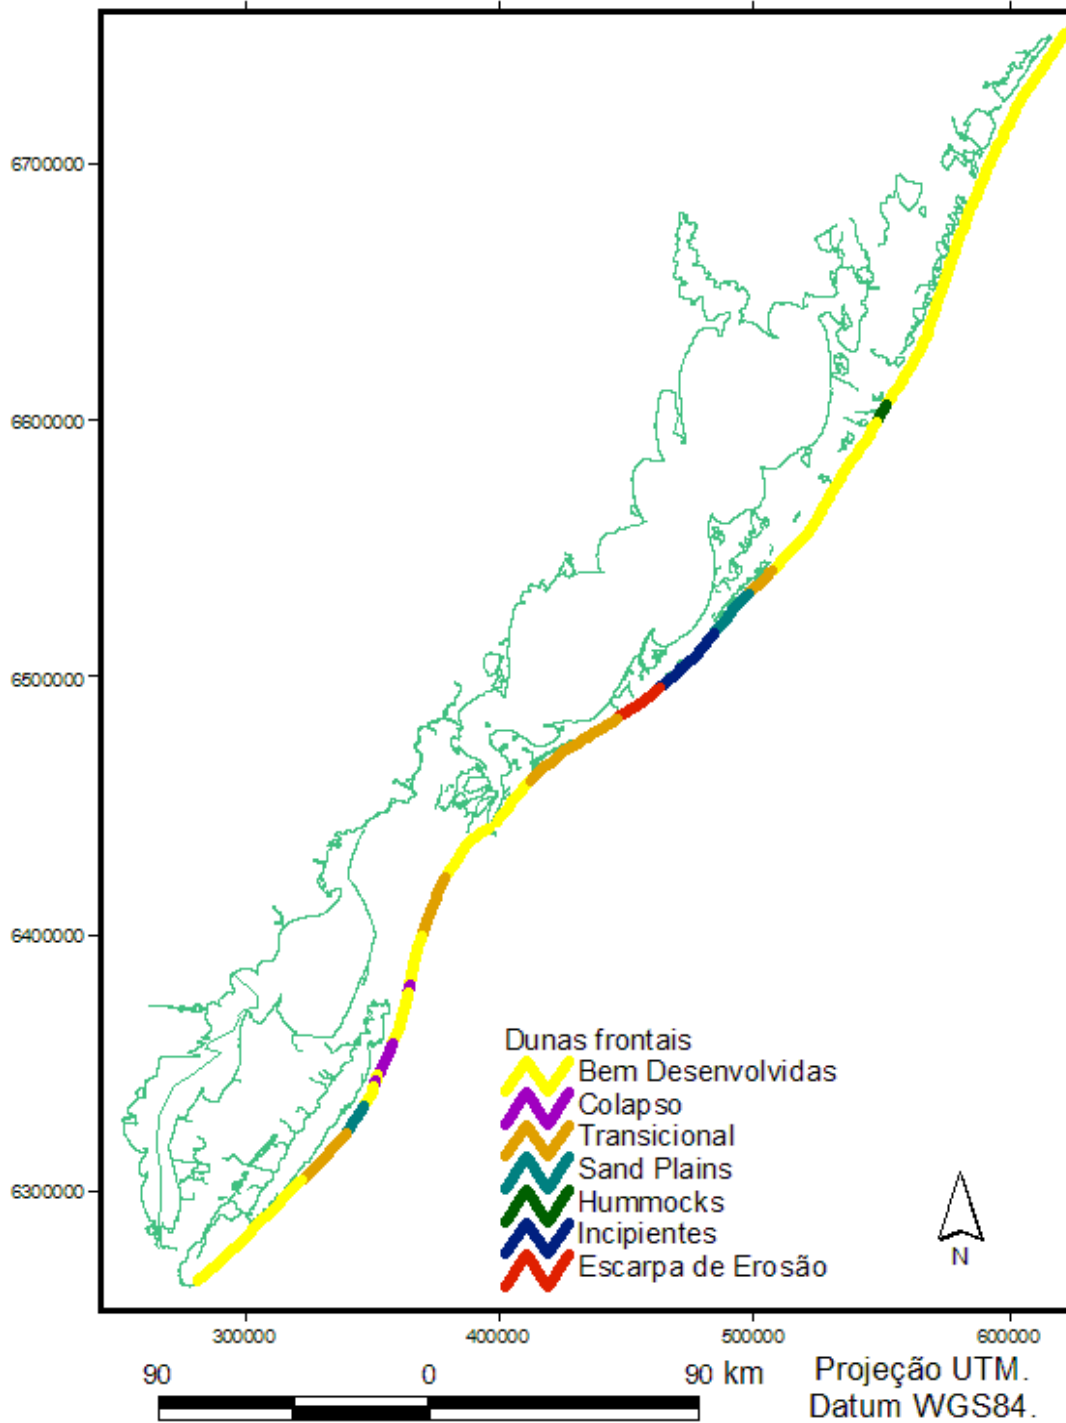 6700000
6600000
6500000
6400000
6300000
Dunas frontais
Bem Desenvolvidas
Colapso
Transicional
Sand Plains
Hummocks
Incipientes
Escarpa de Erosão
N
300000 400000 500000 600000
90 0 90 km
Projeção UTM.
Datum WGS84.